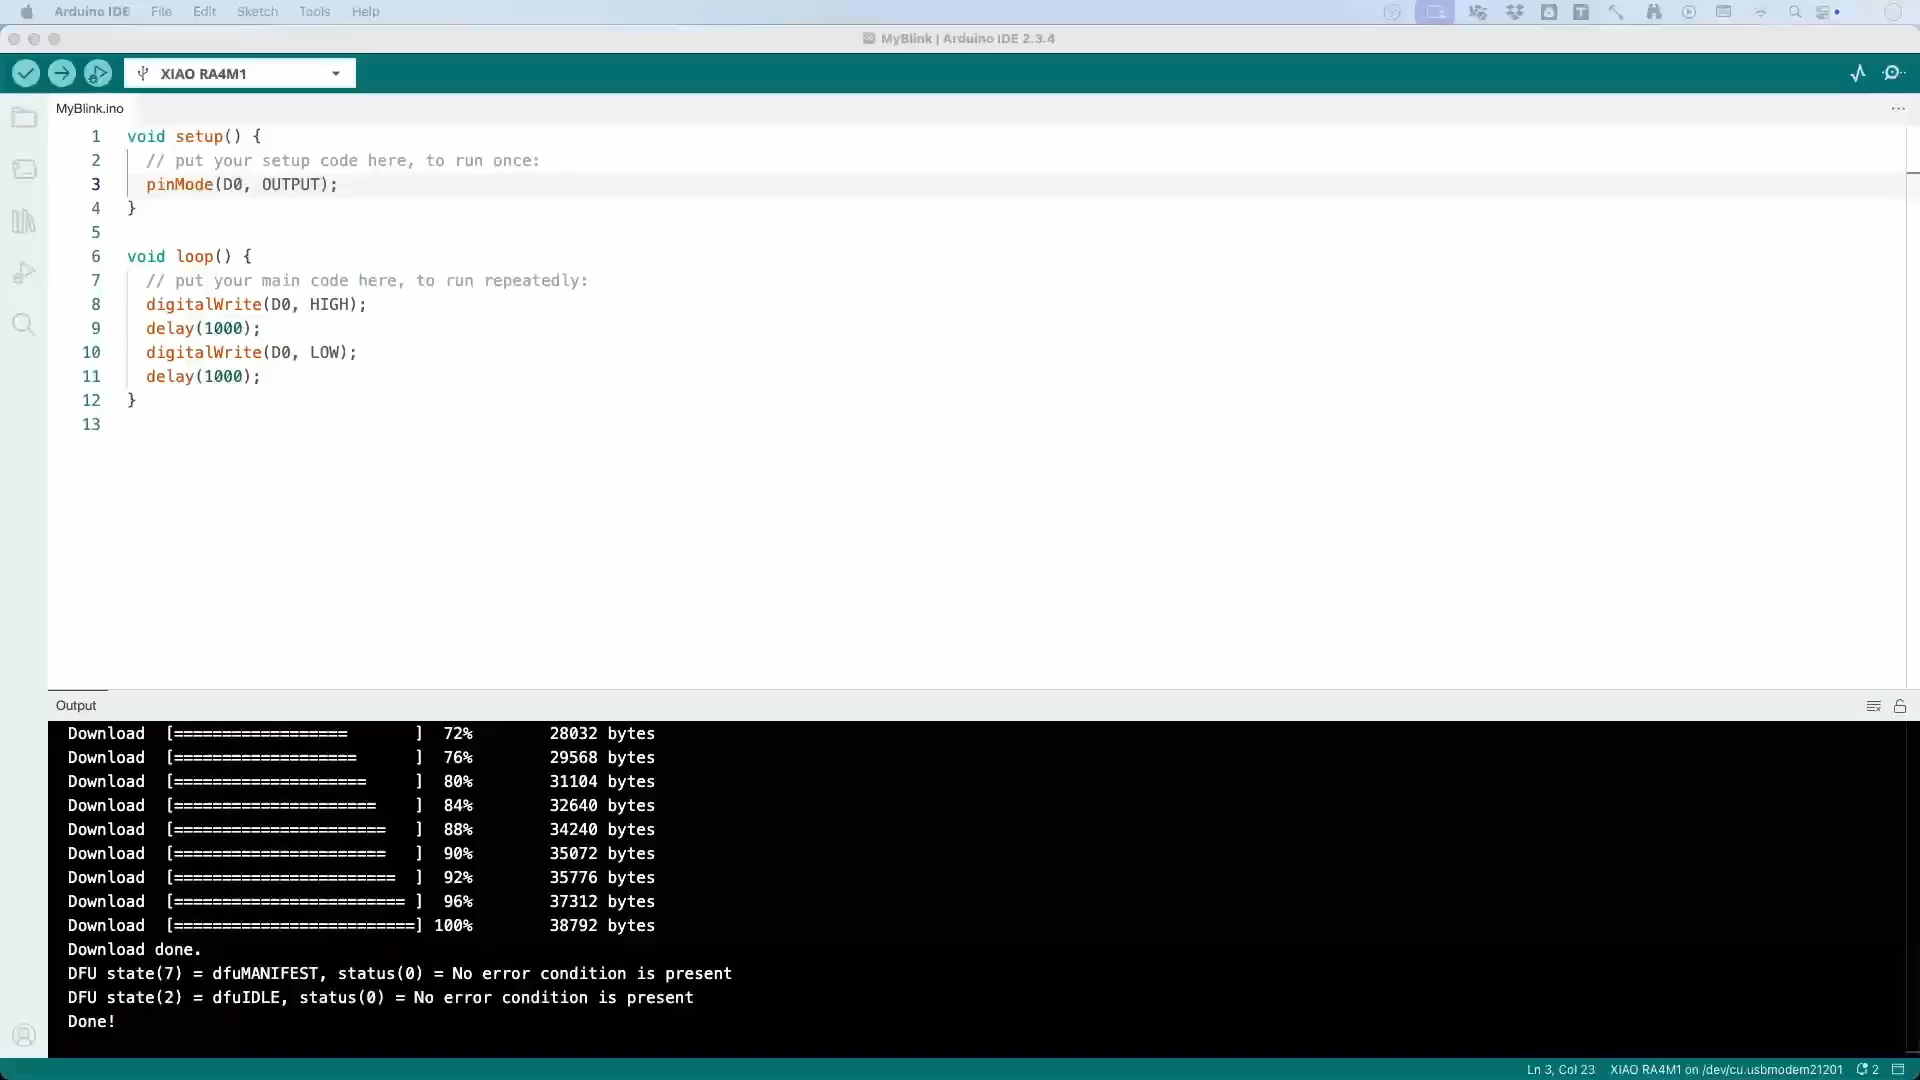 Arduino IDE File Edit Sketch Tools Help
MyBlink | Arduino IDE 2.3.4
XIAO RA4M1
MyBlink.ino
1 void setup() {
2 // put your setup code here, to run once:
3 pinMode(D0, OUTPUT);
4 }
5
6 void loop() {
7 // put your main code here, to run repeatedly:
8 digitalWrite(D0, HIGH);
9 delay(1000);
10 digitalWrite(D0, LOW);
11 delay(1000);
12 }
13
Output
Download [================== ] 72% 28032 bytes
Download [=================== ] 76% 29568 bytes
Download [==================== ] 80% 31104 bytes
Download [===================== ] 84% 32640 bytes
Download [====================== ] 88% 34240 bytes
Download [====================== ] 90% 35072 bytes
Download [======================= ] 92% 35776 bytes
Download [======================== ] 96% 37312 bytes
Download [=========================] 100% 38792 bytes
Download done.
DFU state(7) = dfuMANIFEST, status(0) = No error condition is present
DFU state(2) = dfuIDLE, status(0) = No error condition is present
Done!
Ln 3, Col 23 XIAO RA4M1 on /dev/cu.usbmodem21201 2